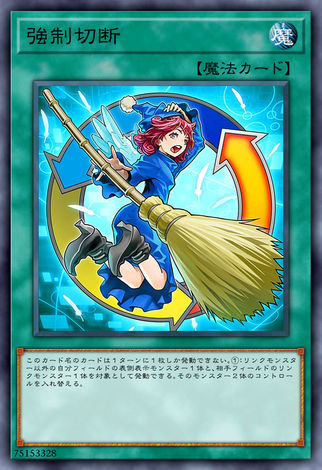 強制切断
魔
【魔法カード】
このカード名のカードは1ターンに1枚しか発動できない。①:リンクモンスター以外の自分フィールドの表側表示モンスター1体と、相手フィールドのリンクモンスター1体を対象として発動できる。そのモンスター2体のコントロールを入れ替える。
75153328